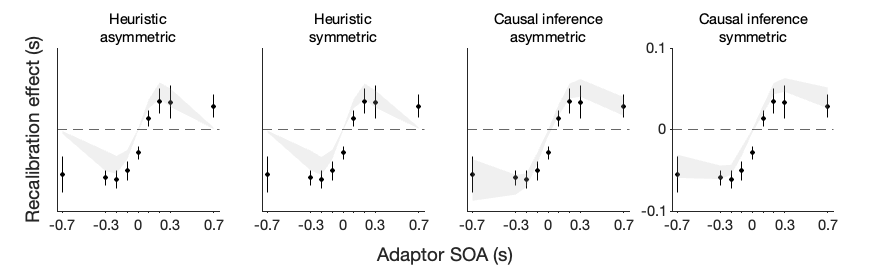 Heuristic
asymmetric
Heuristic
symmetric
Causal inference
asymmetric
Causal inference
symmetric
Recalibration effect (s)
0.1
0
-0.1
-0.7 -0.3 0 0.3 0.7
-0.7 -0.3 0 0.3 0.7
-0.7 -0.3 0 0.3 0.7
-0.7 -0.3 0 0.3 0.7
Adaptor SOA (s)